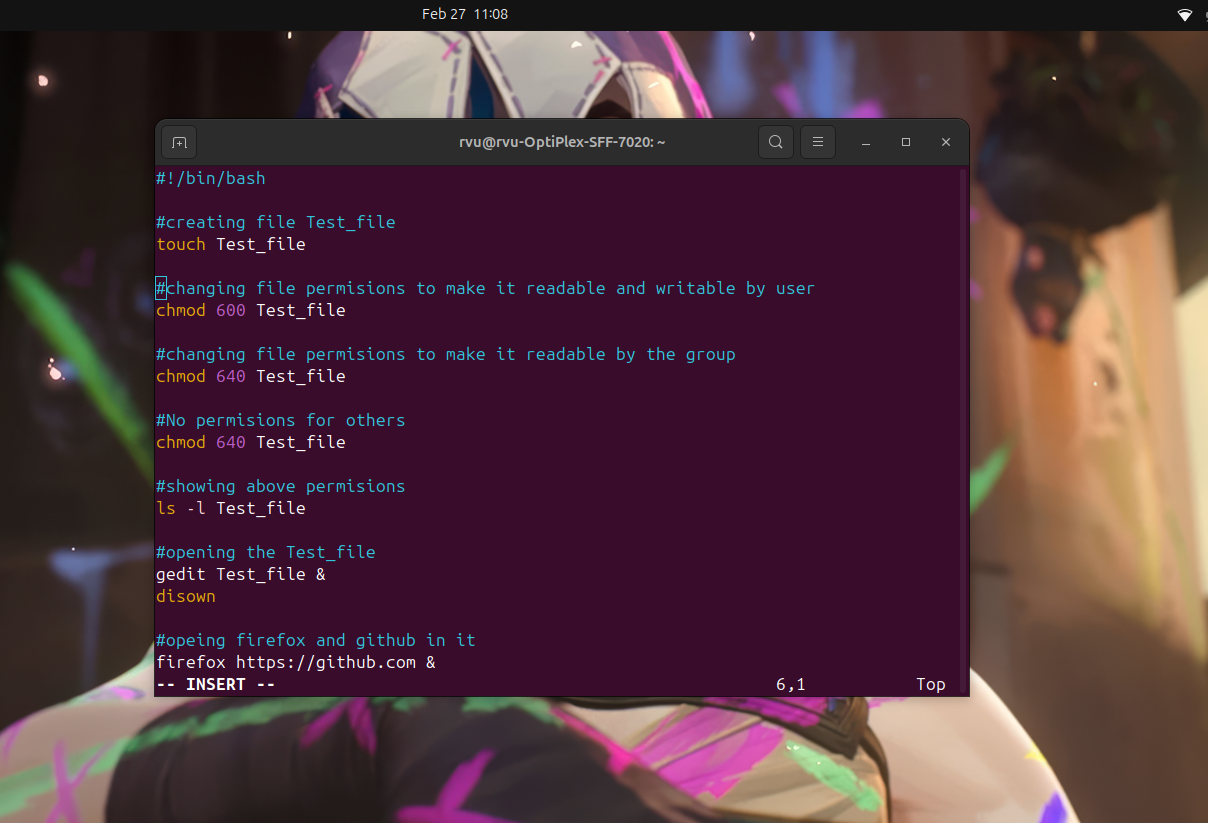 Feb 27 11:08
rvu@rvu-OptiPlex-SFF-7020: ~
#!/bin/bash
#creating file Test_file
touch Test_file
#changing file permisions to make it readable and writable by user
chmod 600 Test_file
#changing file permisions to make it readable by the group
chmod 640 Test_file
#No permisions for others
chmod 640 Test_file
#showing above permisions
ls -l Test_file
#opening the Test_file
gedit Test_file &
disown
#opeing firefox and github in it
firefox https://github.com &
-- INSERT -- 6,1 Top